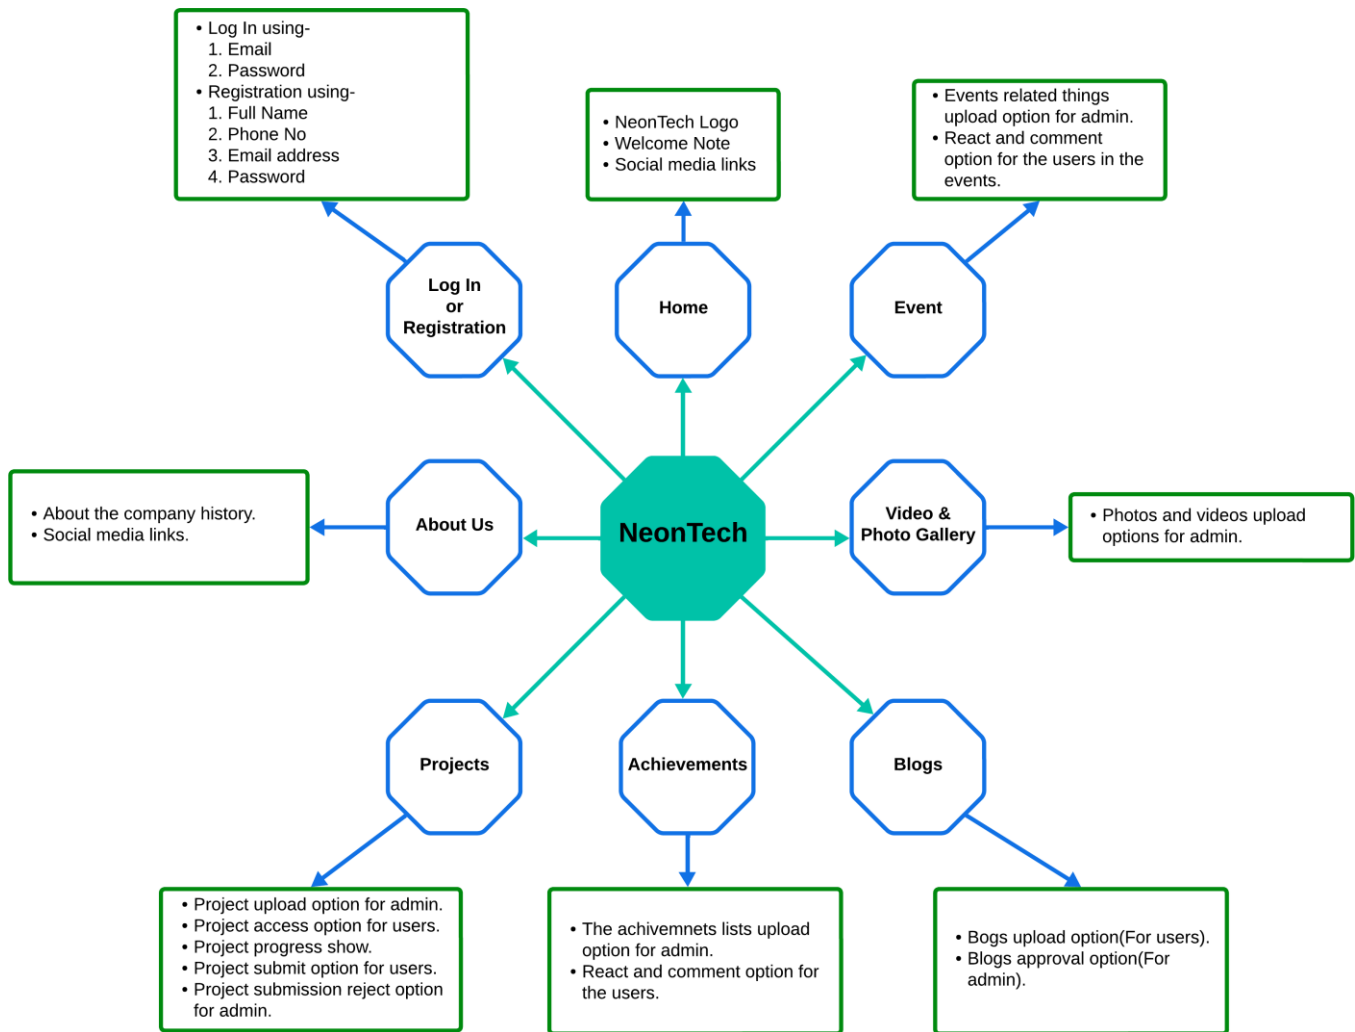 • Log In using-
1. Email
2. Password
• Registration using-
1. Full Name
2. Phone No
3. Email address
4. Password
• NeonTech Logo
• Welcome Note
• Social media links
• Events related things
upload option for admin.
• React and comment
option for the users in the
events.
Log In
or
Registration
Home
Event
• About the company history.
• Social media links.
About Us
NeonTech
Video &
Photo Gallery
• Photos and videos upload
options for admin.
Projects
Achievements
Blogs
• Project upload option for admin.
• Project access option for users.
• Project progress show.
• Project submit option for users.
• Project submission reject option
for admin.
• The achivemnets lists upload
option for admin.
• React and comment option for
the users.
• Bogs upload option(For users).
• Blogs approval option(For
admin).